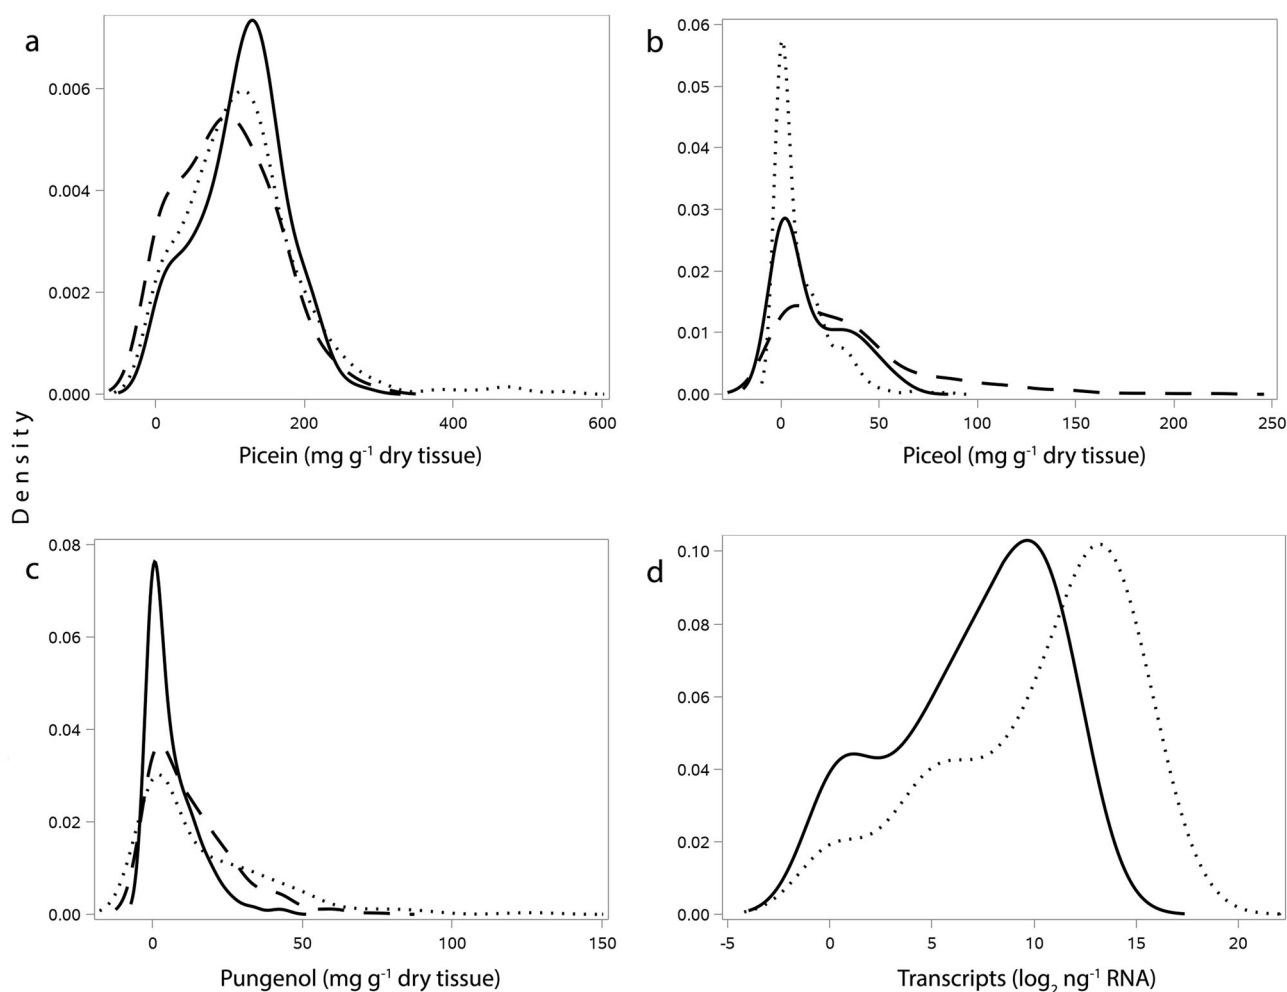 a
0.006
0.004
0.002
0.000
0 200 400 600
Picein (mg g⁻¹ dry tissue)
b
0.06
0.05
0.04
0.03
0.02
0.01
0.00
0 50 100 150 200 250
Piceol (mg g⁻¹ dry tissue)
Density
c
0.08
0.06
0.04
0.02
0.00
0 50 100 150
Pungenol (mg g⁻¹ dry tissue)
d
0.10
0.08
0.06
0.04
0.02
0.00
-5 0 5 10 15 20
Transcripts (log₂ ng⁻¹ RNA)